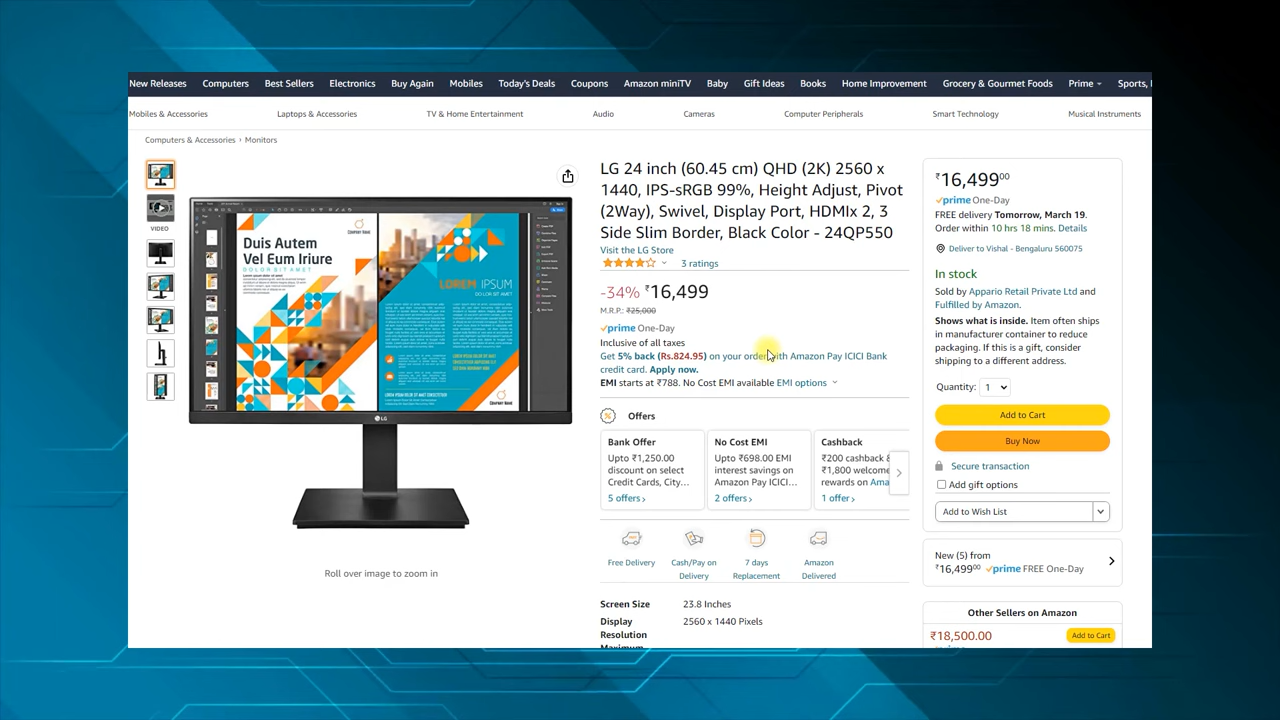 New Releases Computers Best Sellers Electronics Buy Again Mobiles Today's Deals Coupons Amazon miniTV Baby Gift Ideas Books Home Improvement Grocery & Gourmet Foods Prime Sports,
Mobiles & Accessories Laptops & Accessories TV & Home Entertainment Audio Cameras Computer Peripherals Smart Technology Musical Instruments
Computers & Accessories › Monitors
VIDEO
Duis Autem
Vel Eum Iriure
DOLOR SIT AMET
COMPANY NAME
LOREM IPSUM
DO LOR SIT AMET
LG
Roll over image to zoom in
LG 24 inch (60.45 cm) QHD (2K) 2560 x
1440, IPS-sRGB 99%, Height Adjust, Pivot
(2Way), Swivel, Display Port, HDMIx 2, 3
Side Slim Border, Black Color - 24QP550
Visit the LG Store
3 ratings
-34% ₹16,499
M.R.P.: ₹25,000
prime One-Day
Inclusive of all taxes
Get 5% back (Rs.824.95) on your order with Amazon Pay ICICI Bank
credit card. Apply now.
EMI starts at ₹788. No Cost EMI available EMI options
Offers
Bank Offer
Upto ₹1,250.00
discount on select
Credit Cards, City…
5 offers ›
No Cost EMI
Upto ₹698.00 EMI
interest savings on
Amazon Pay ICICI…
2 offers ›
Cashback
₹200 cashback &
₹1,800 welcome
rewards on Ama
1 offer ›
Free Delivery
Cash/Pay on
Delivery
7 days
Replacement
Amazon
Delivered
Screen Size 23.8 Inches
Display 2560 x 1440 Pixels
Resolution
Maximum
₹16,499.00
prime One-Day
FREE delivery Tomorrow, March 19.
Order within 10 hrs 18 mins. Details
Deliver to Vishal - Bengaluru 560075
In stock
Sold by Appario Retail Private Ltd and
Fulfilled by Amazon.
Shows what is inside. Item often ships
in manufacturer container to reduce
packaging. If this is a gift, consider
shipping to a different address.
Quantity: 1
Add to Cart
Buy Now
Secure transaction
Add gift options
Add to Wish List
New (5) from
₹16,499.00 prime FREE One-Day
Other Sellers on Amazon
₹18,500.00 Add to Cart